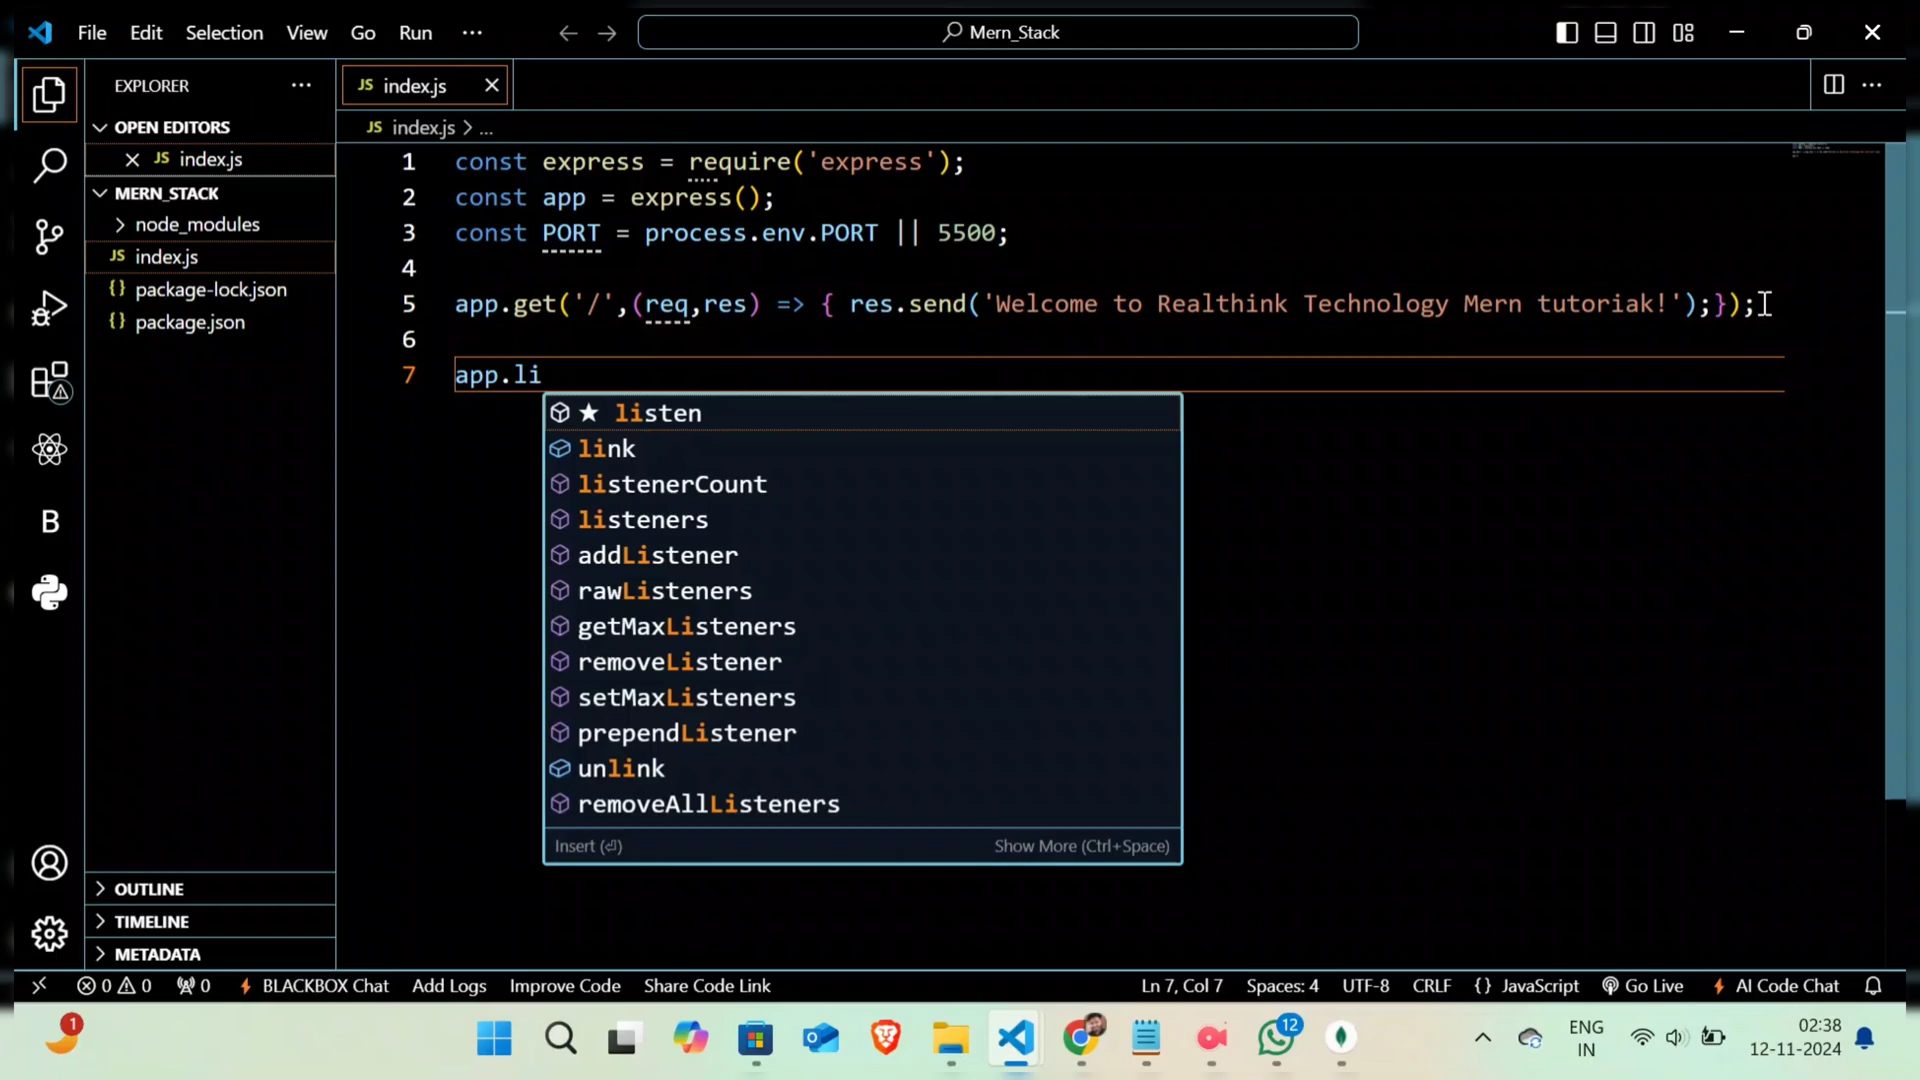 File Edit Selection View Go Run ··· Mern_Stack
EXPLORER ···
JS index.js
OPEN EDITORS
JS index.js
JS index.js > ...
MERN_STACK
node_modules
JS index.js
{} package-lock.json
{} package.json
1 const express = require('express');
2 const app = express();
3 const PORT = process.env.PORT || 5500;
4
5 app.get('/',(req,res) => { res.send('Welcome to Realthink Technology Mern tutoriak!');});
6
7 app.li
★ listen
link
listenerCount
listeners
addListener
rawListeners
getMaxListeners
removeListener
setMaxListeners
prependListener
unlink
removeAllListeners
Insert (⏎) Show More (Ctrl+Space)
B
OUTLINE
TIMELINE
METADATA
0 0 0 BLACKBOX Chat Add Logs Improve Code Share Code Link Ln 7, Col 7 Spaces: 4 UTF-8 CRLF {} JavaScript Go Live AI Code Chat
1 12 ENG IN 02:38 12-11-2024